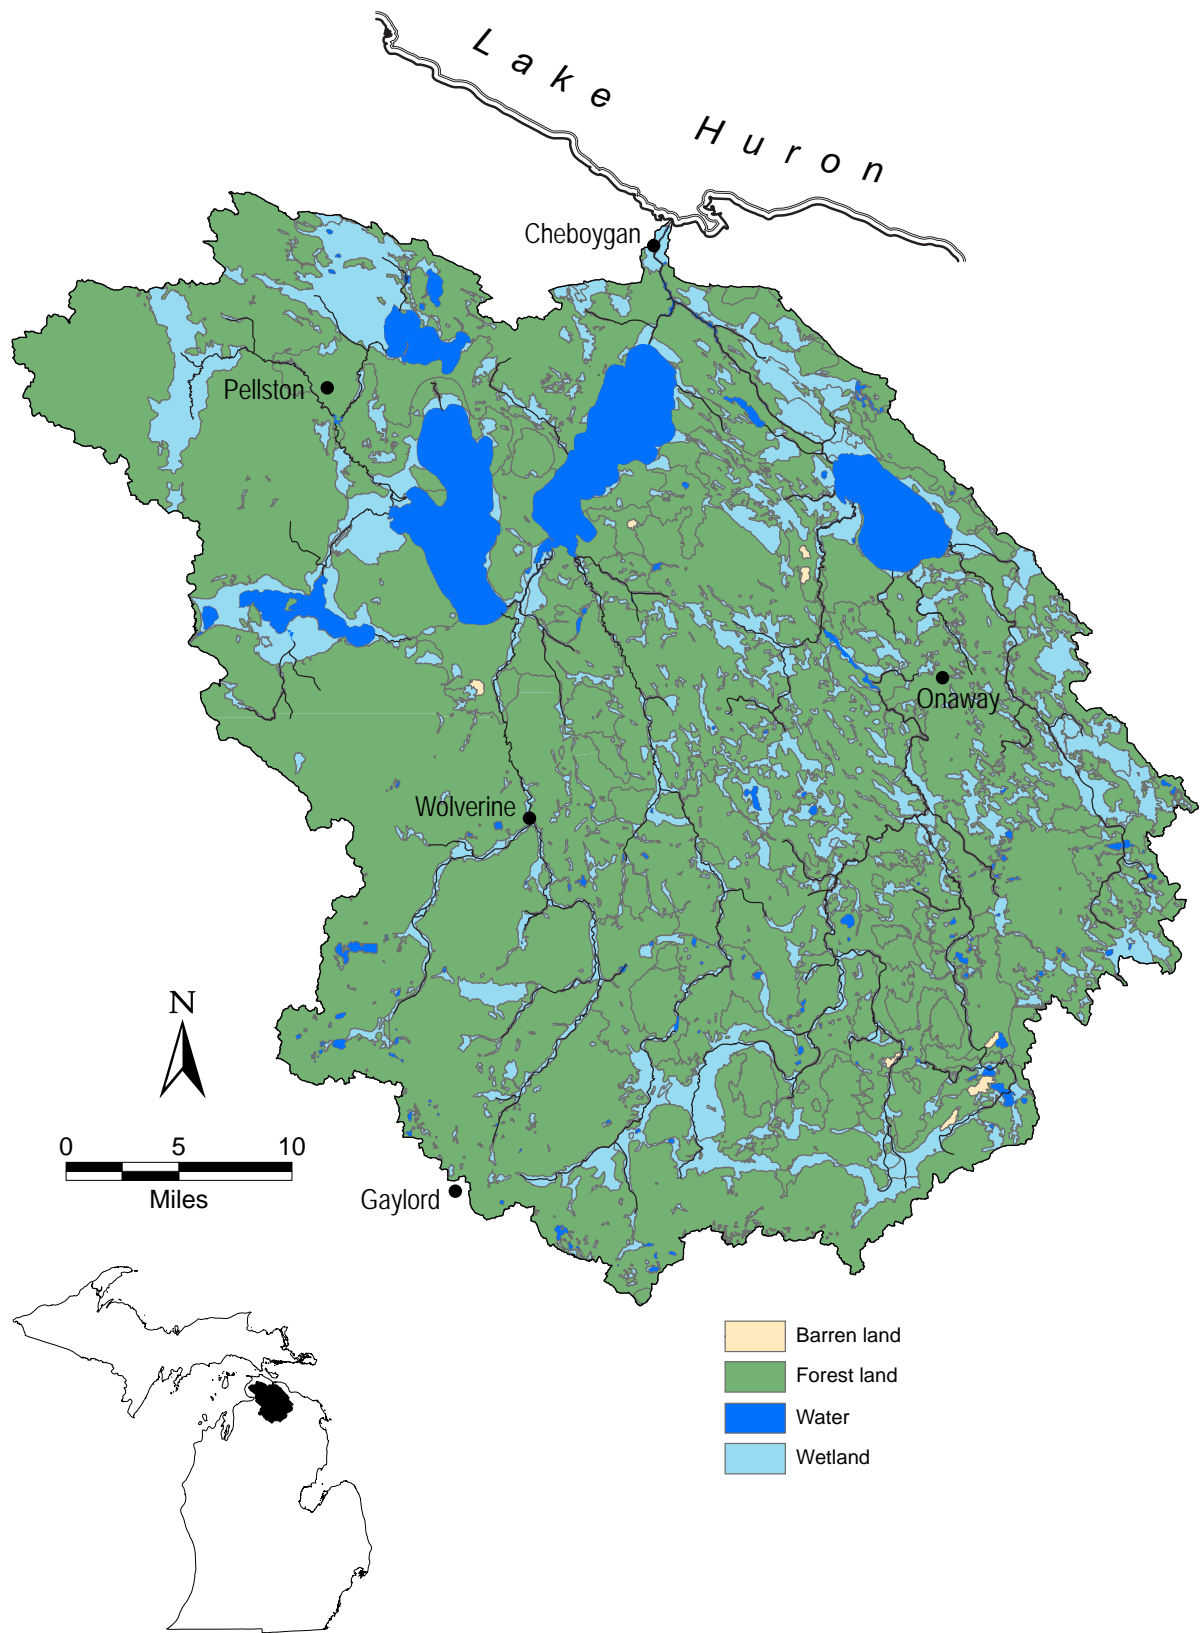 Lake Huron
Cheboygan
Pellston
Onaway
Wolverine
N
0 5 10
Miles
Gaylord
Barren land
Forest land
Water
Wetland